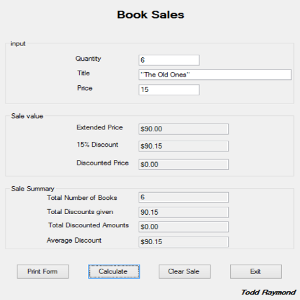 Book Sales
input
Quantity 6
Title "The Old Ones"
Price 15
Sale value
Extended Price $90.00
15% Discount $90.15
Discounted Price $0.00
Sale Summary
Total Number of Books 6
Total Discounts given 90.15
Total Discounted Amounts $0.00
Average Discount $90.15
Print Form Calculate Clear Sale Exit
Todd Raymond